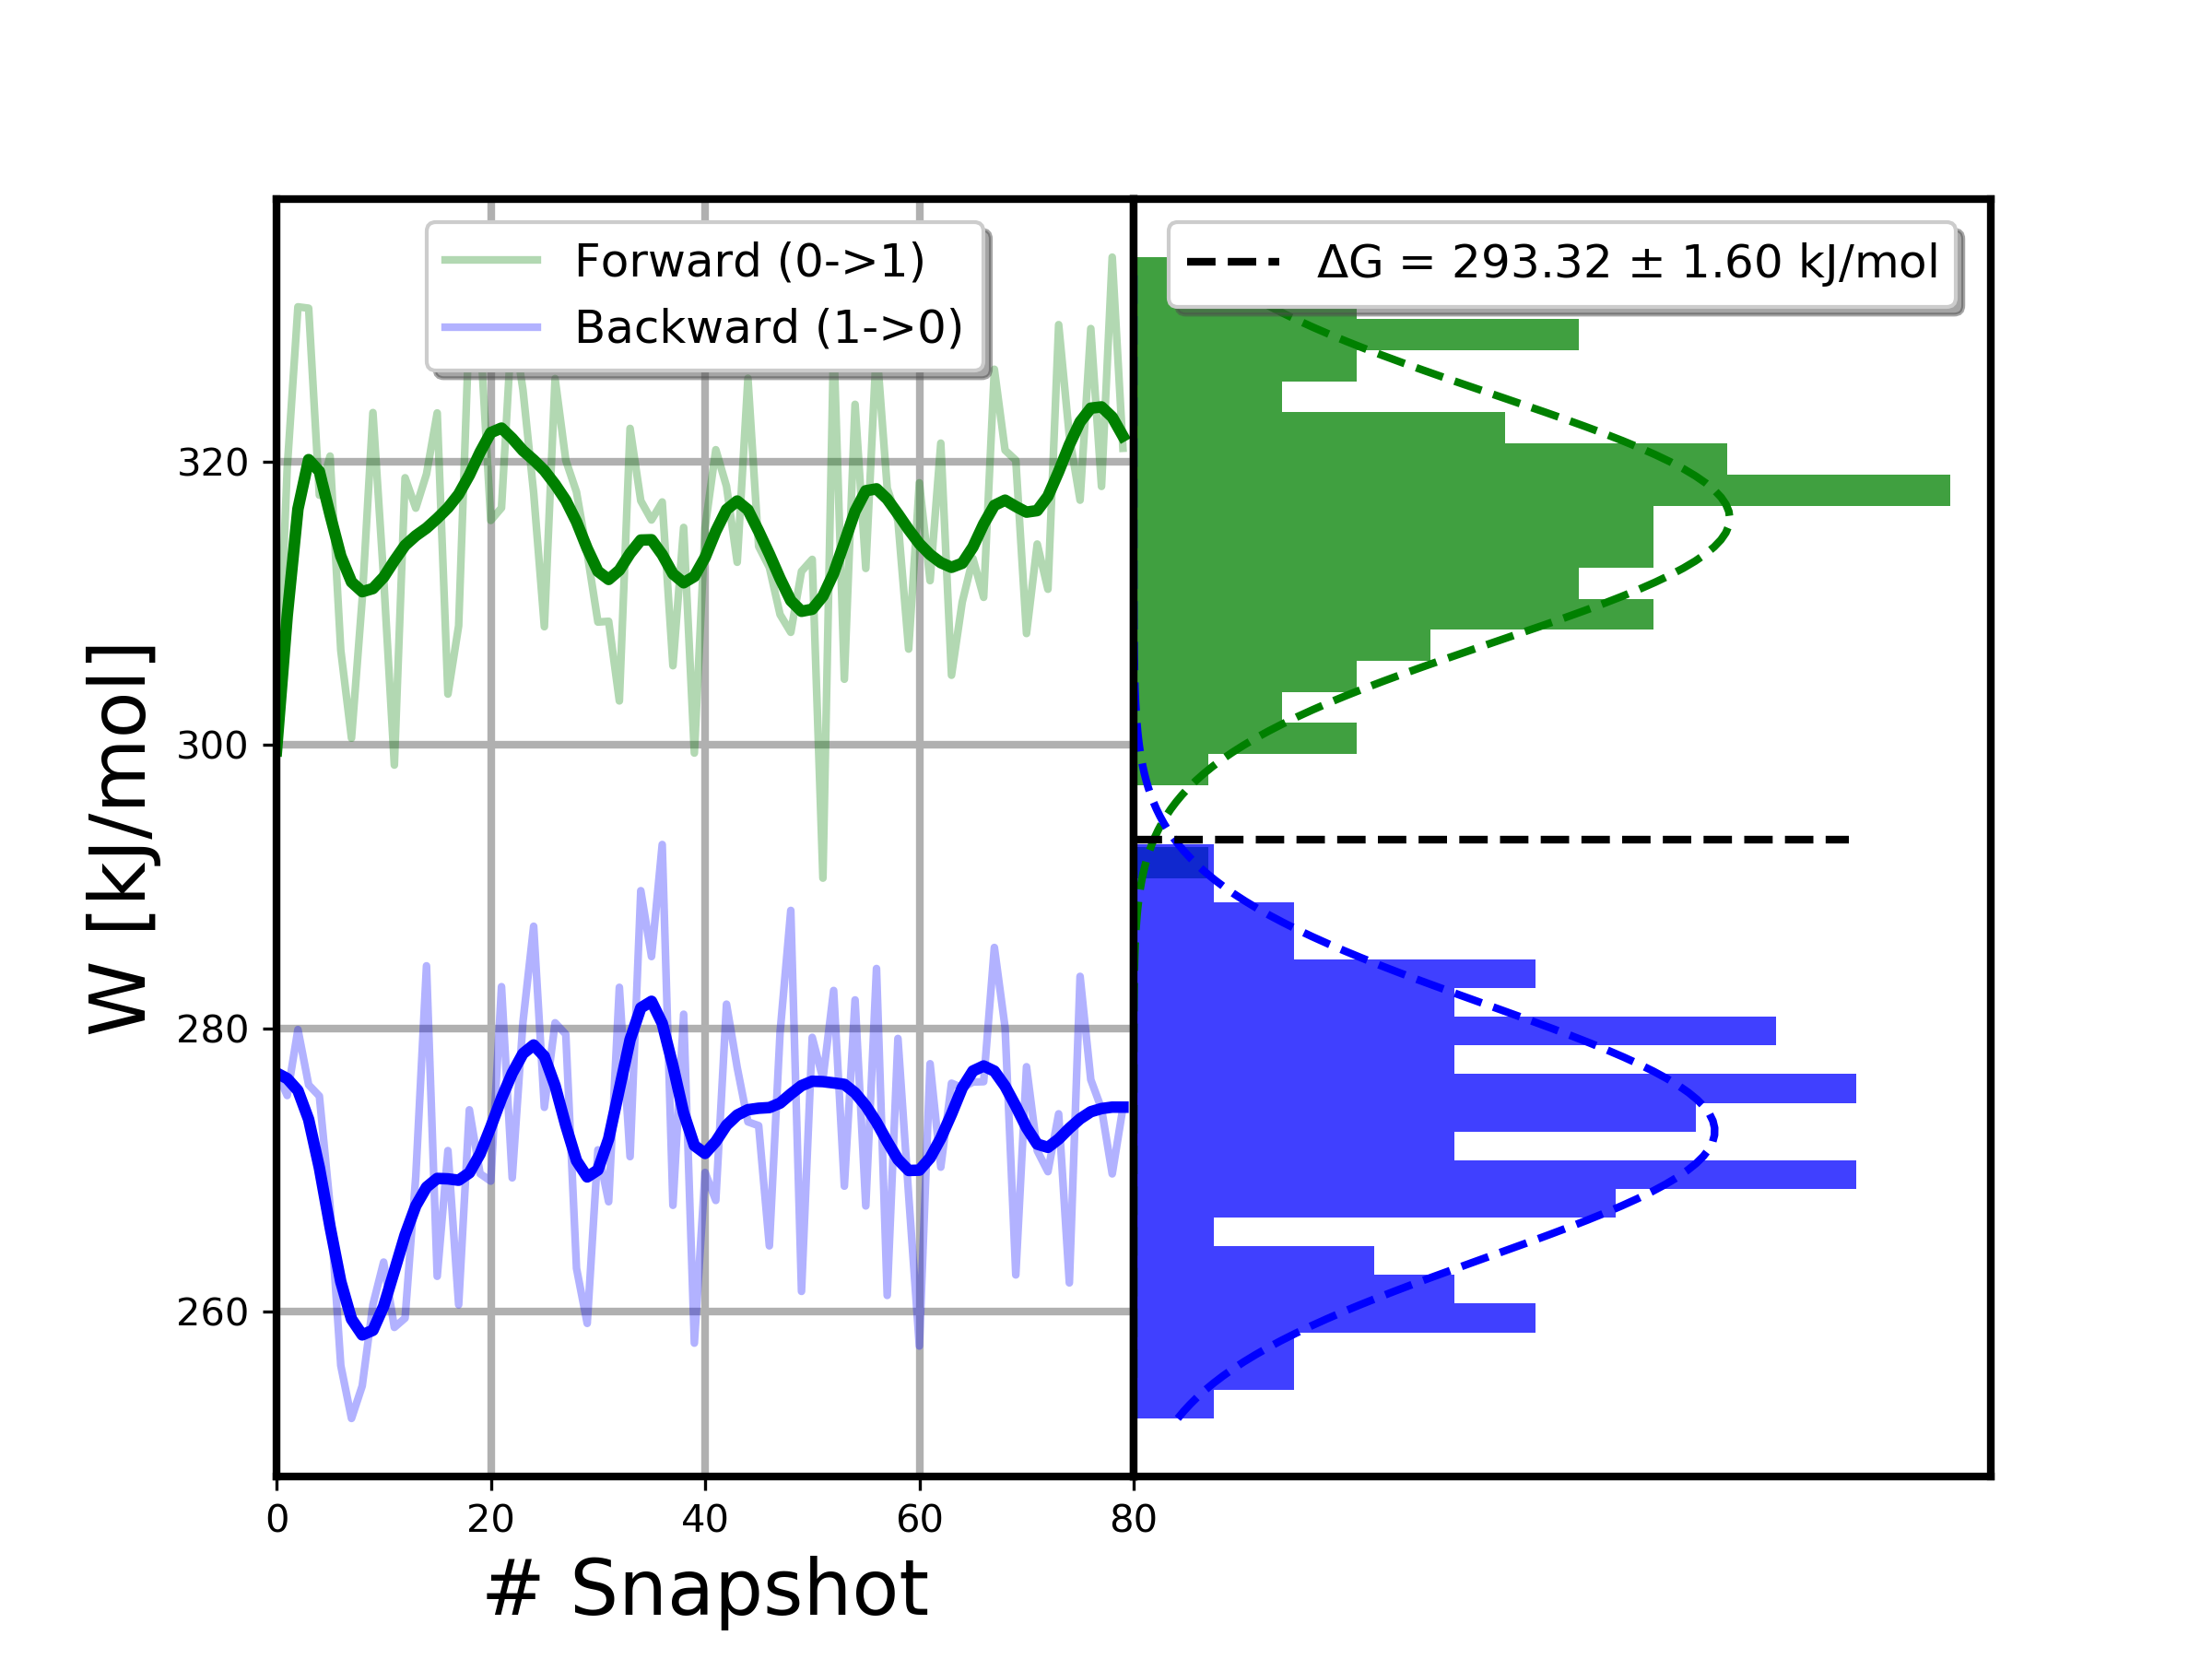 Forward (0->1)
Backward (1->0)
ΔG = 293.32 ± 1.60 kJ/mol
W [kJ/mol]
320
300
280
260
0 20 40 60 80
# Snapshot